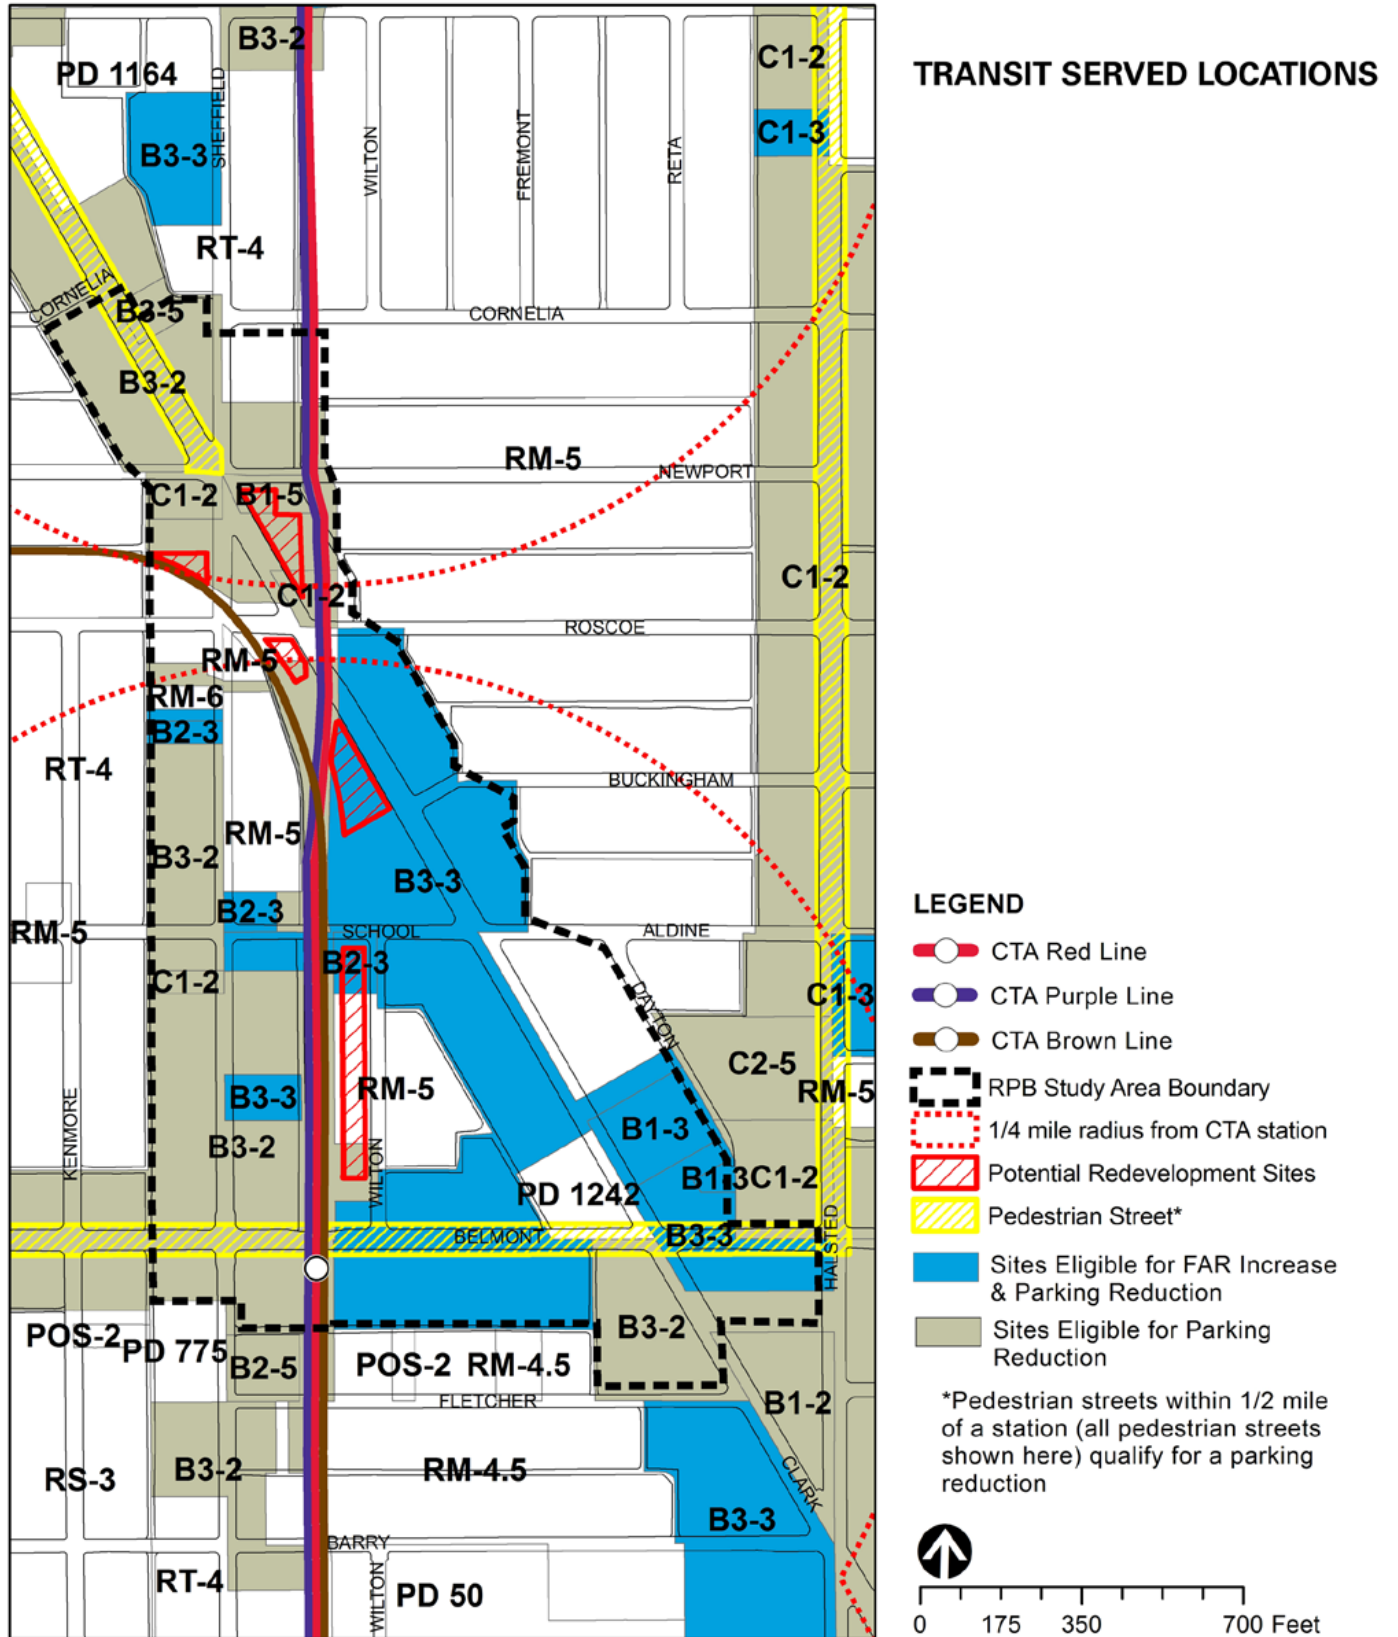 TRANSIT SERVED LOCATIONS
B3-2
C1-2
PD 1164
C1-3
B3-3
SHEFFIELD
WILTON
FREMONT
RETA
RT-4
CORNELIA
B3-5
CORNELIA
B3-2
RM-5
NEWPORT
C1-2
B1-5
C1-2
C1-2
ROSCOE
RM-5
RM-6
B2-3
RT-4
BUCKINGHAM
RM-5
B3-2
B3-3
B2-3
RM-5
SCHOOL
ALDINE
B2-3
C1-2
DAYTON
C1-3
C2-5
RM-5
B3-3
RM-5
KENMORE
B1-3
B3-2
WILTON
B1-3
C1-2
PD 1242
BELMONT
B3-3
HALSTED
POS-2
PD 775
B2-5
POS-2
RM-4.5
B3-2
FLETCHER
B1-2
RS-3
B3-2
RM-4.5
CLARK
B3-3
BARRY
RT-4
WILTON
PD 50
LEGEND
CTA Red Line
CTA Purple Line
CTA Brown Line
RPB Study Area Boundary
1/4 mile radius from CTA station
Potential Redevelopment Sites
Pedestrian Street*
Sites Eligible for FAR Increase
& Parking Reduction
Sites Eligible for Parking
Reduction
*Pedestrian streets within 1/2 mile
of a station (all pedestrian streets
shown here) qualify for a parking
reduction
0 175 350 700 Feet